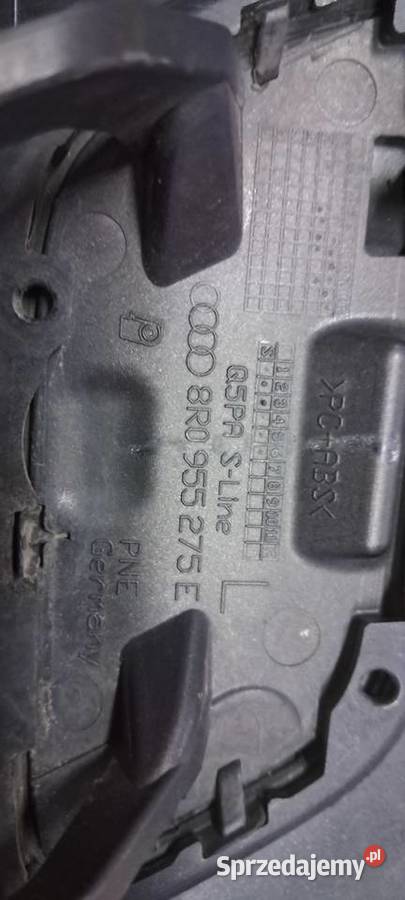 >PC+ABS<
Q5PA S-Line
8R0 955 275 E
L
PNE
Germany
Sprzedajemy.pl